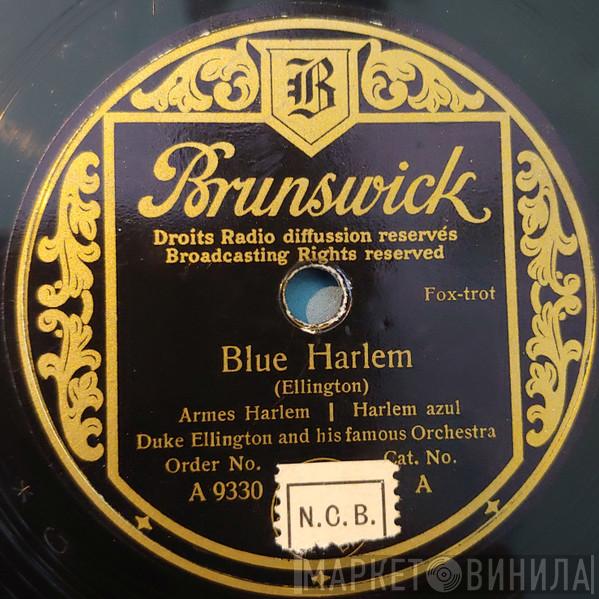 B
Brunswick
Droits Radio diffussion reservés
Broadcasting Rights reserved
Fox-trot
Blue Harlem
(Ellington)
Armes Harlem | Harlem azul
Duke Ellington and his famous Orchestra
Order No. Cat. No.
A 9330 A
N.C.B.
МАРКЕТ ВИНИЛА